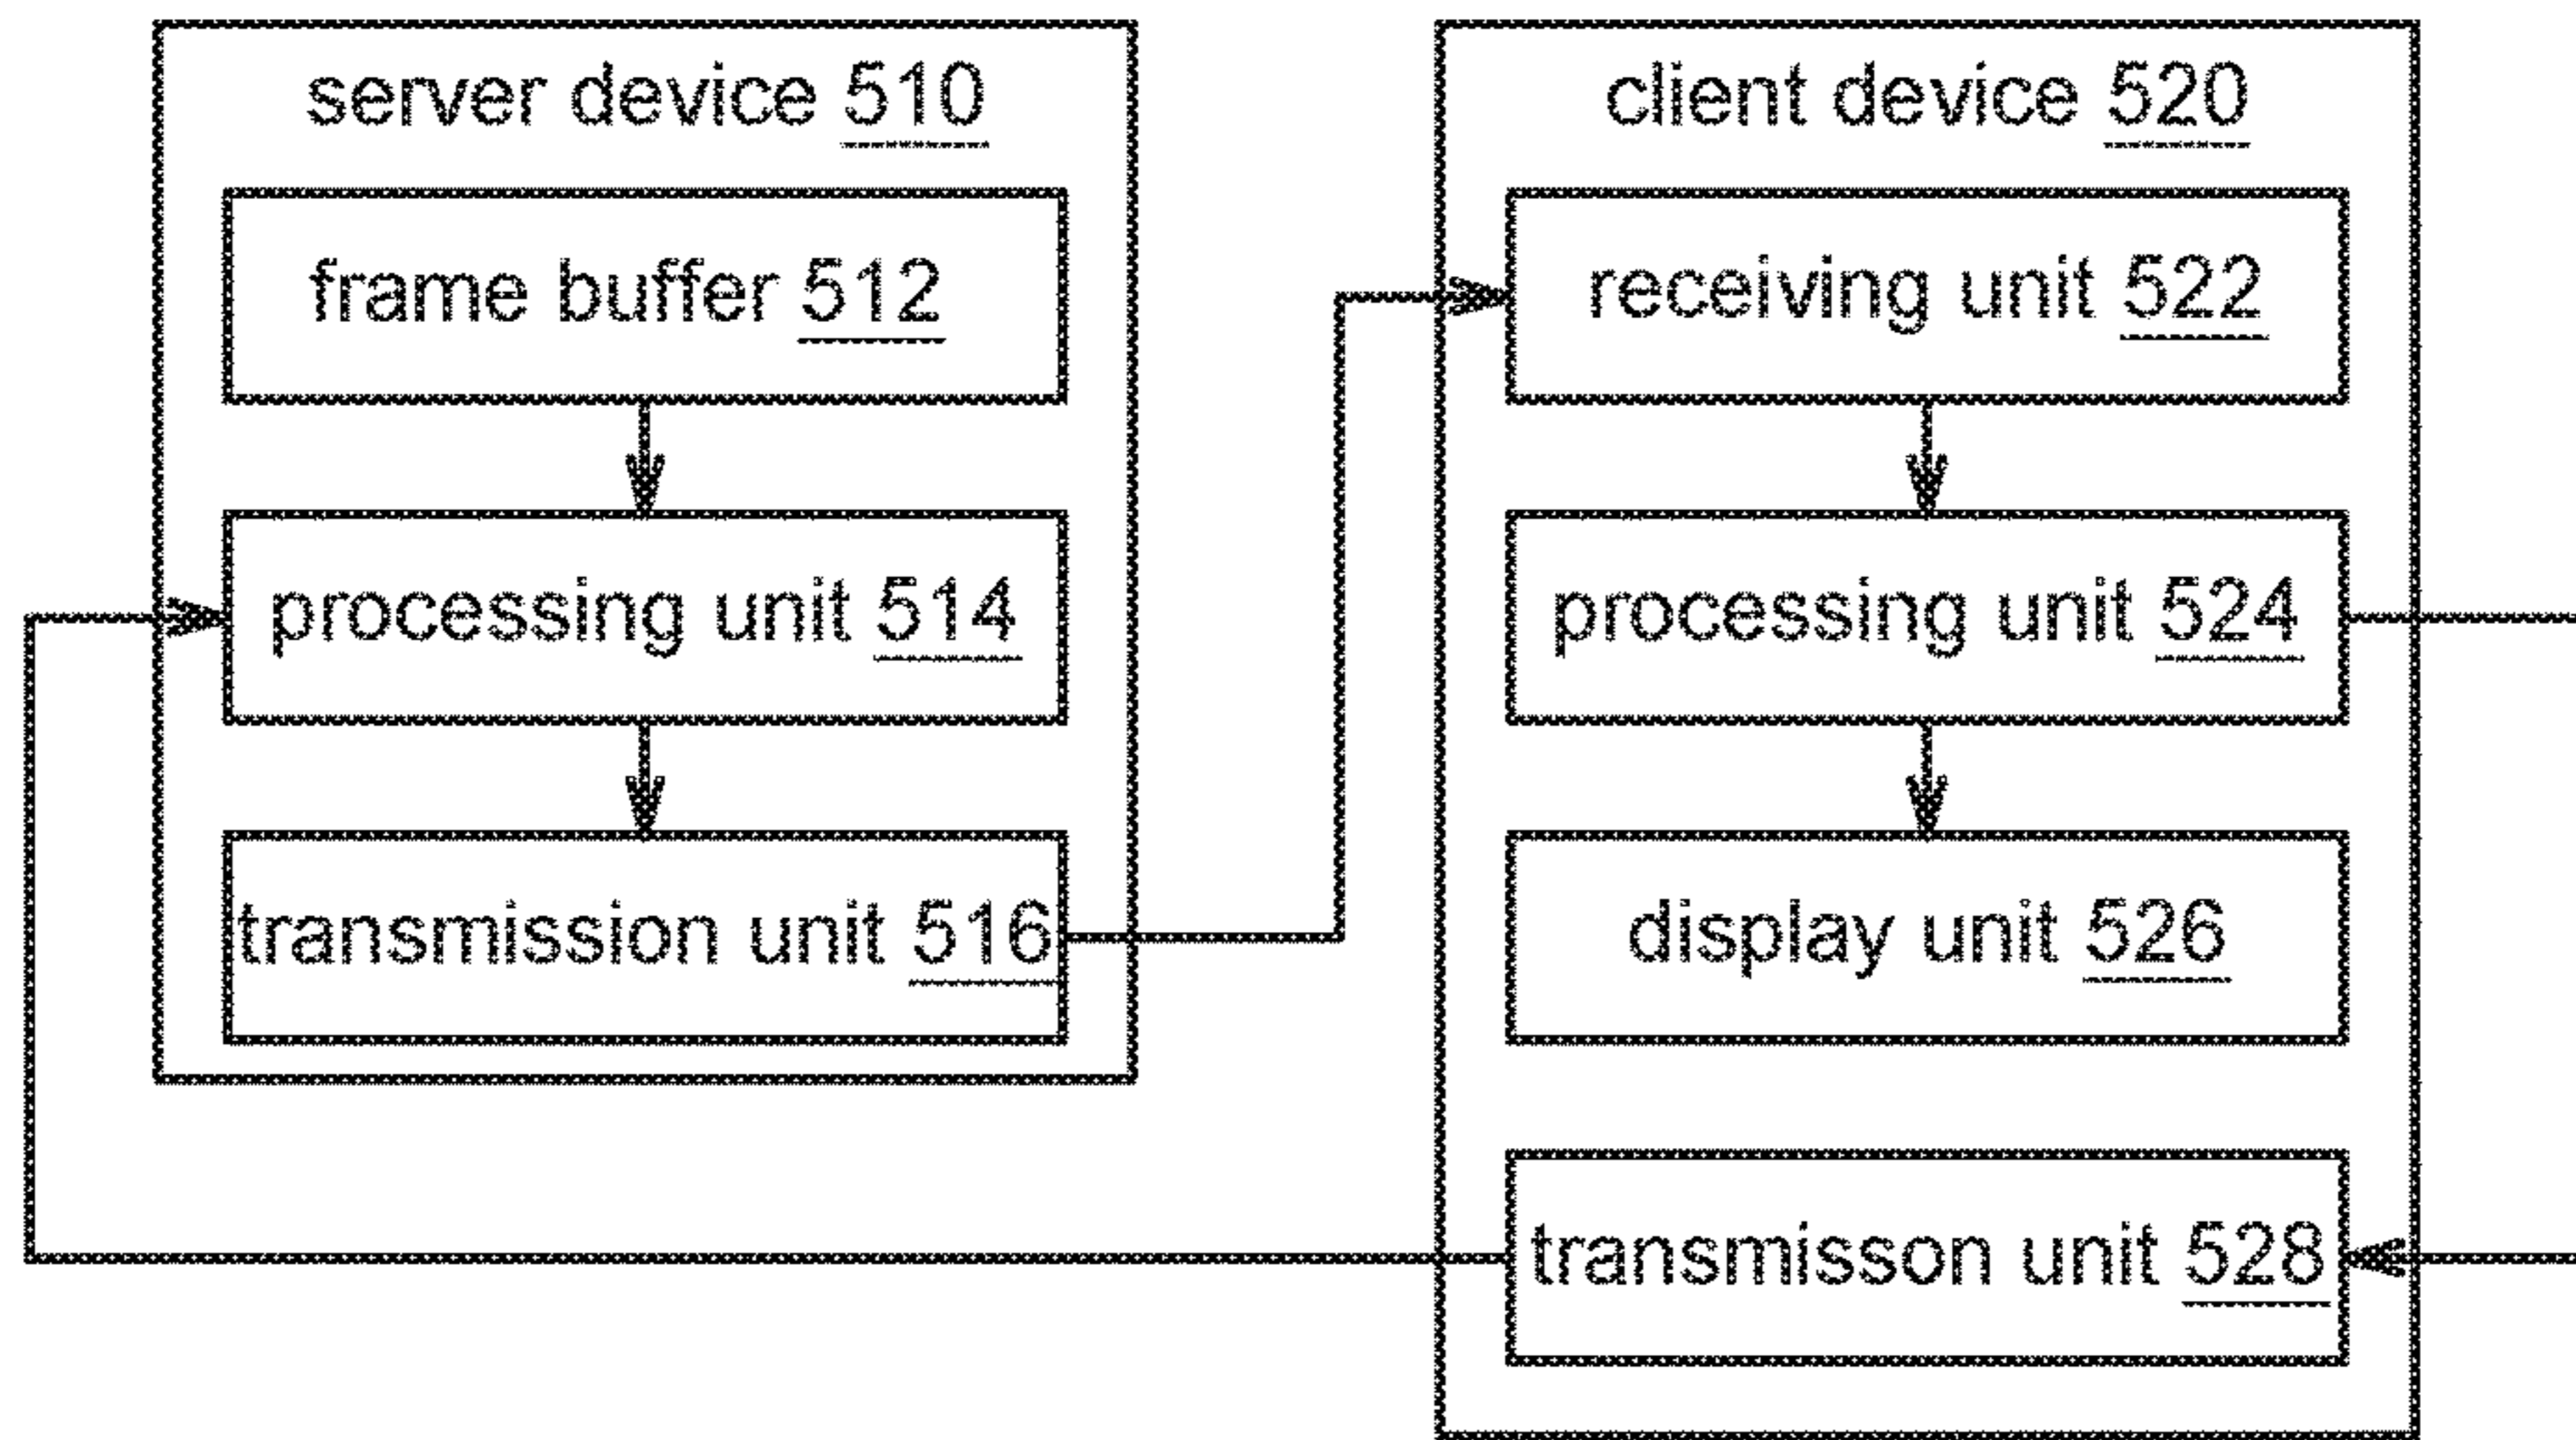 server device 510
frame buffer 512
processing unit 514
transmission unit 516
client device 520
receiving unit 522
processing unit 524
display unit 526
transmisson unit 528